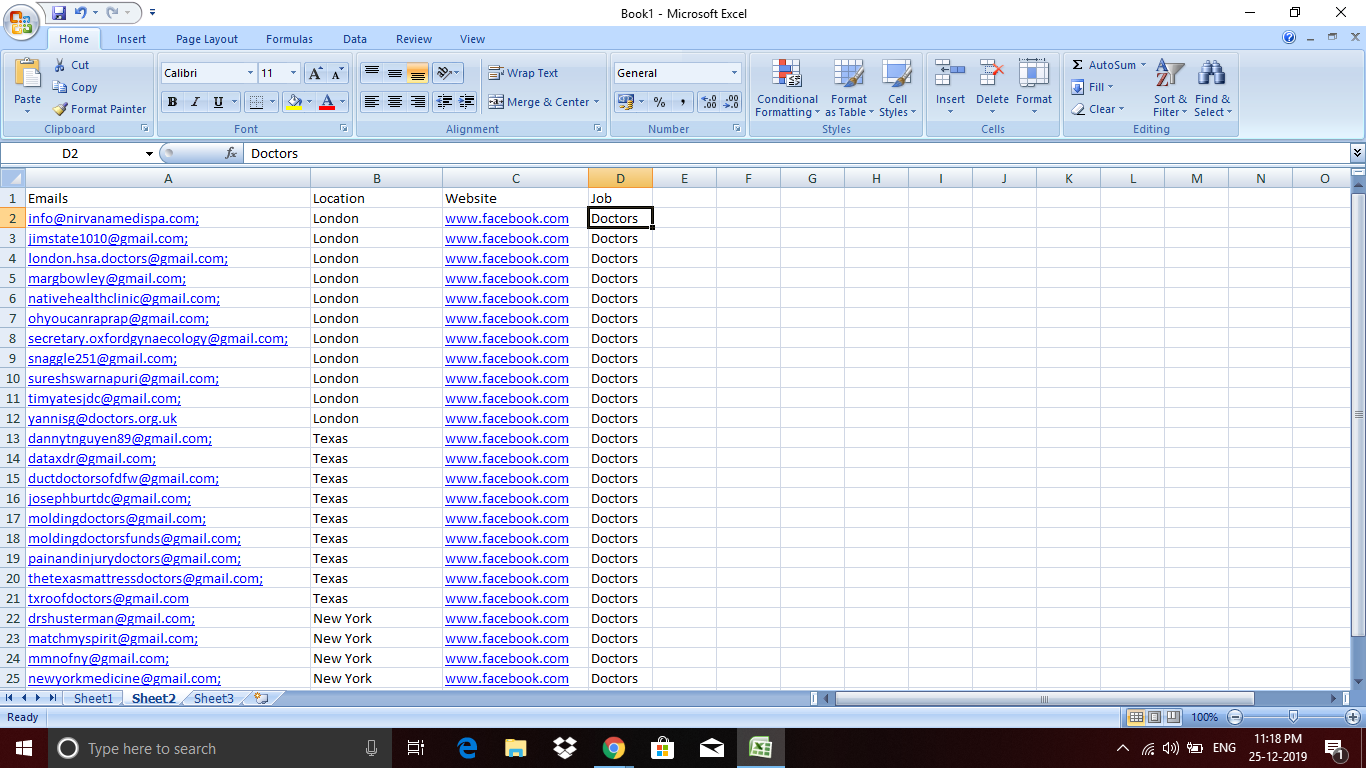 Book1 - Microsoft Excel
Home Insert Page Layout Formulas Data Review View
Paste Cut Copy Format Painter
Clipboard
Calibri 11
B I U
Font
Wrap Text
Merge & Center
Alignment
General
% ,
Number
Conditional Formatting Format as Table Cell Styles
Styles
Insert Delete Format
Cells
Σ AutoSum
Fill
Clear
Sort & Filter Find & Select
Editing
D2 fx Doctors
A B C D E F G H I J K L M N O
1 Emails Location Website Job
2 info@nirvanamedispa.com; London www.facebook.com Doctors
3 jimstate1010@gmail.com; London www.facebook.com Doctors
4 london.hsa.doctors@gmail.com; London www.facebook.com Doctors
5 margbowley@gmail.com; London www.facebook.com Doctors
6 nativehealthclinic@gmail.com; London www.facebook.com Doctors
7 ohyoucanraprap@gmail.com; London www.facebook.com Doctors
8 secretary.oxfordgynaecology@gmail.com; London www.facebook.com Doctors
9 snaggle251@gmail.com; London www.facebook.com Doctors
10 sureshswarnapuri@gmail.com; London www.facebook.com Doctors
11 timyatesjdc@gmail.com; London www.facebook.com Doctors
12 yannisg@doctors.org.uk London www.facebook.com Doctors
13 dannytnguyen89@gmail.com; Texas www.facebook.com Doctors
14 dataxdr@gmail.com; Texas www.facebook.com Doctors
15 ductdoctorsofdfw@gmail.com; Texas www.facebook.com Doctors
16 josephburtdc@gmail.com; Texas www.facebook.com Doctors
17 moldingdoctors@gmail.com; Texas www.facebook.com Doctors
18 moldingdoctorsfunds@gmail.com; Texas www.facebook.com Doctors
19 painandinjurydoctors@gmail.com; Texas www.facebook.com Doctors
20 thetexasmattressdoctors@gmail.com; Texas www.facebook.com Doctors
21 txroofdoctors@gmail.com Texas www.facebook.com Doctors
22 drshusterman@gmail.com; New York www.facebook.com Doctors
23 matchmyspirit@gmail.com; New York www.facebook.com Doctors
24 mmnofny@gmail.com; New York www.facebook.com Doctors
25 newyorkmedicine@gmail.com; New York www.facebook.com Doctors
Sheet1 Sheet2 Sheet3
Ready 100%
Type here to search ENG 11:18 PM
25-12-2019 1